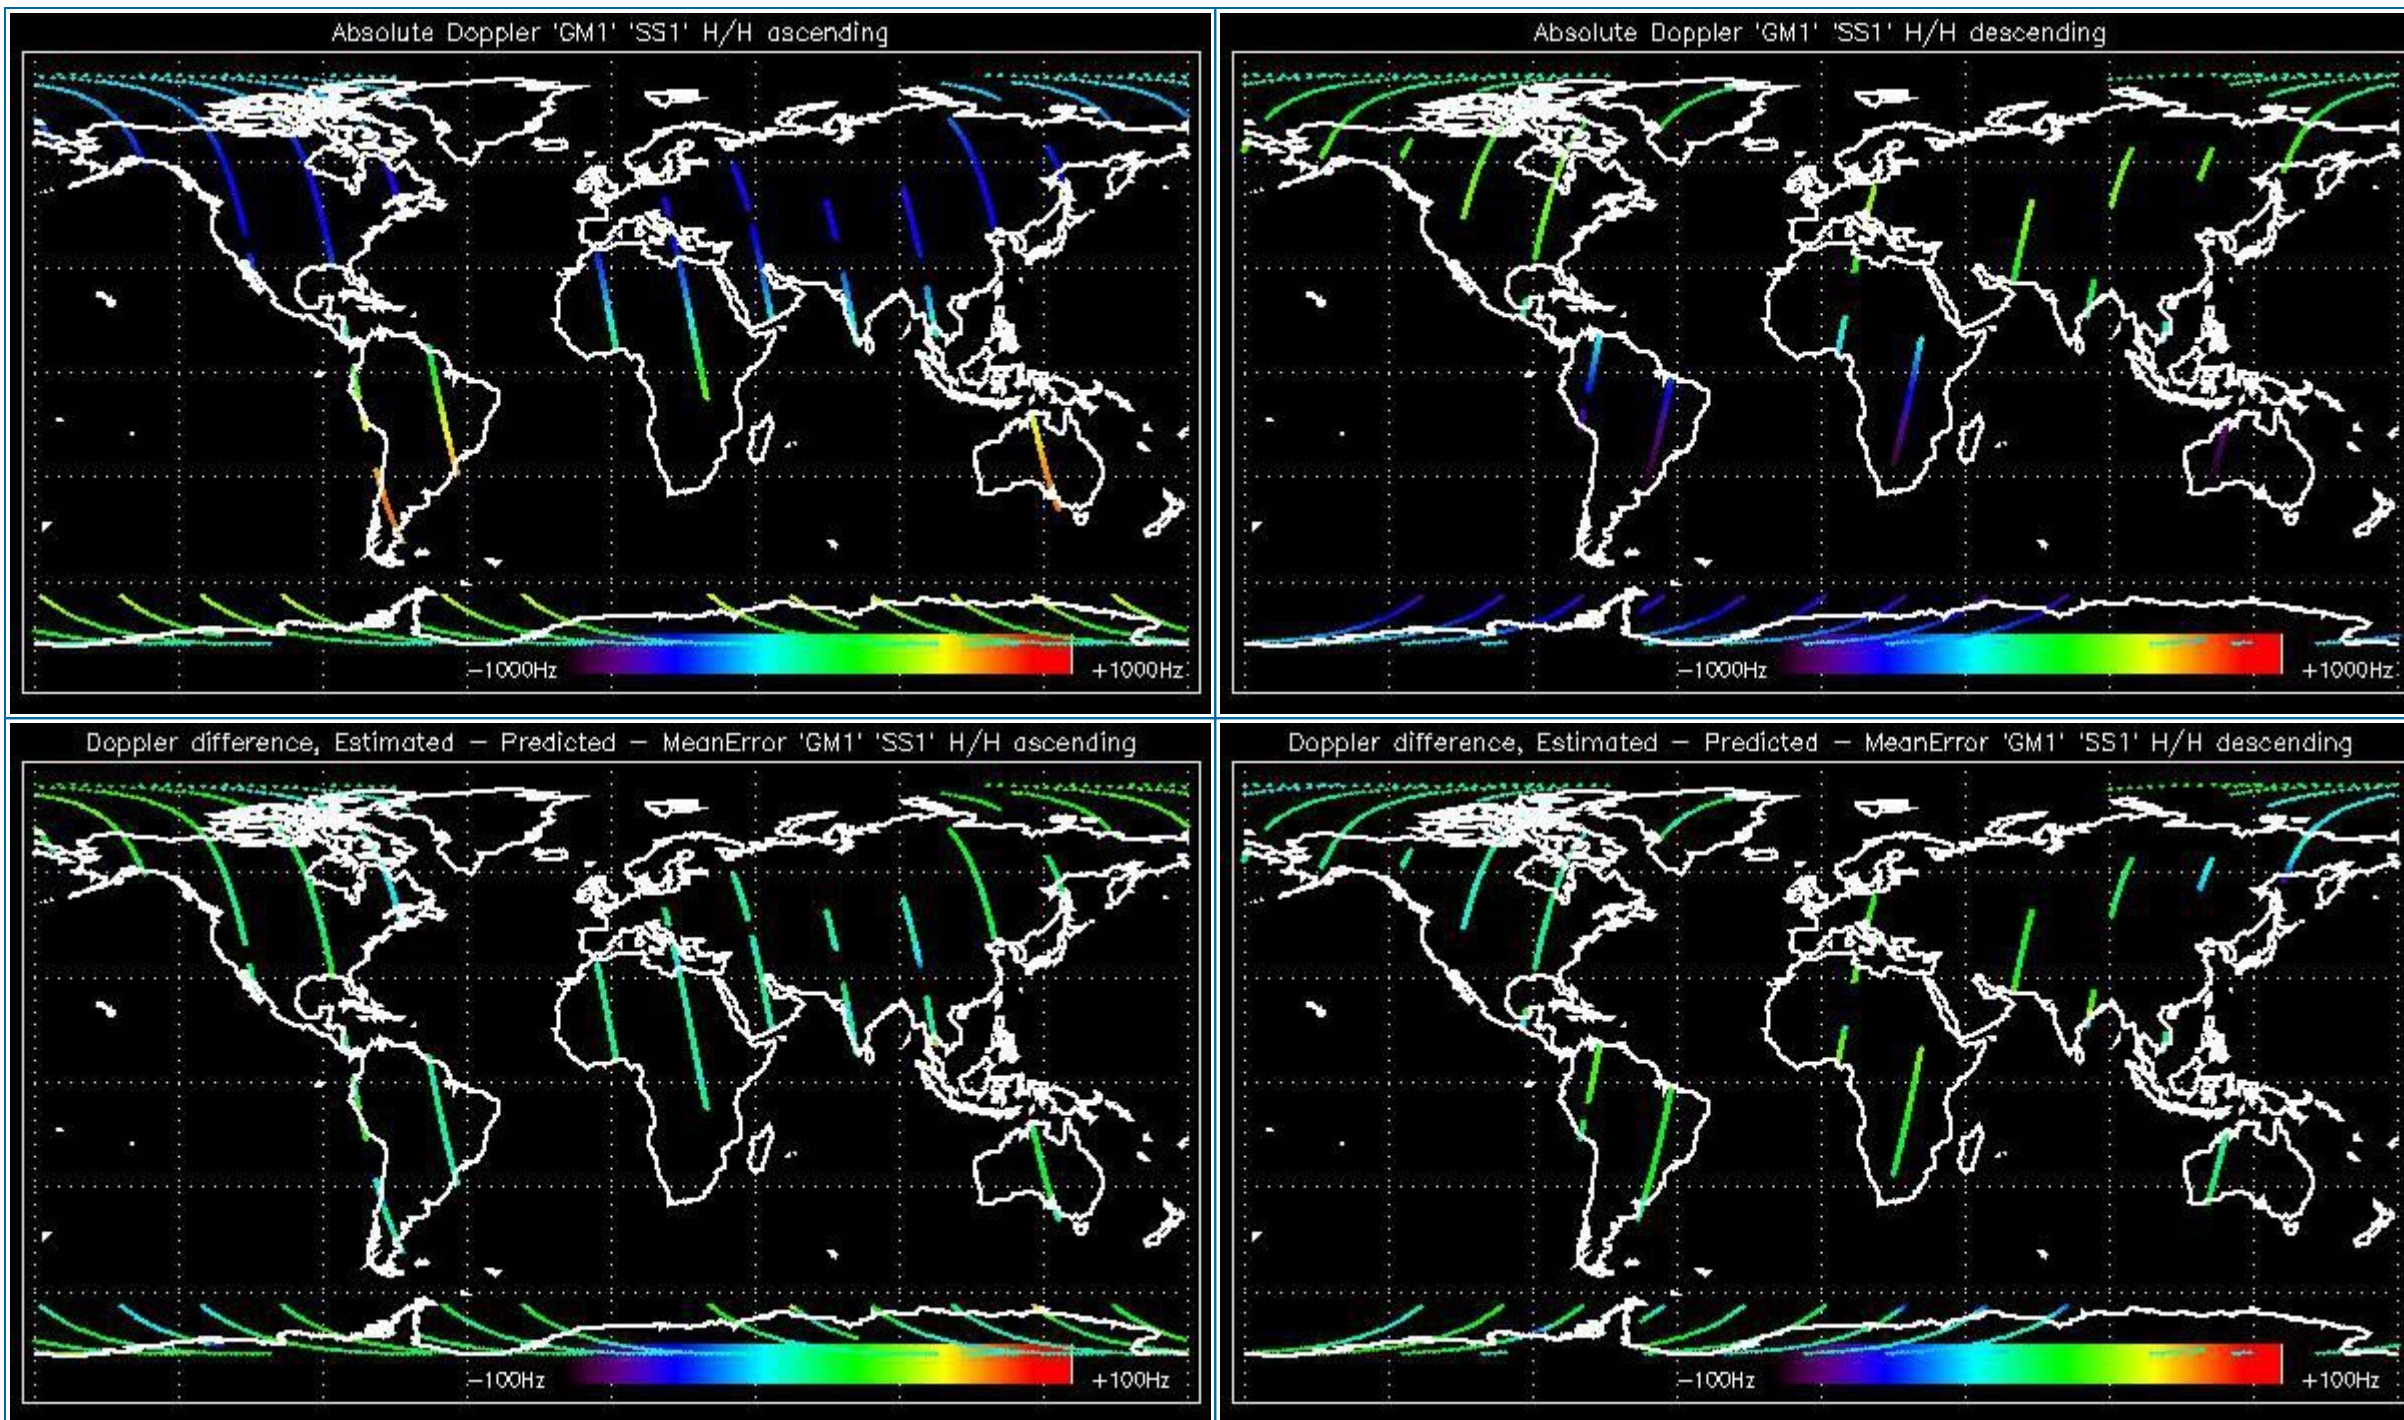 Absolute Doppler 'GM1' 'SS1' H/H ascending
−1000Hz
+1000Hz
Absolute Doppler 'GM1' 'SS1' H/H descending
−1000Hz
+1000Hz
Doppler difference, Estimated − Predicted − MeanError 'GM1' 'SS1' H/H ascending
−100Hz
+100Hz
Doppler difference, Estimated − Predicted − MeanError 'GM1' 'SS1' H/H descending
−100Hz
+100Hz